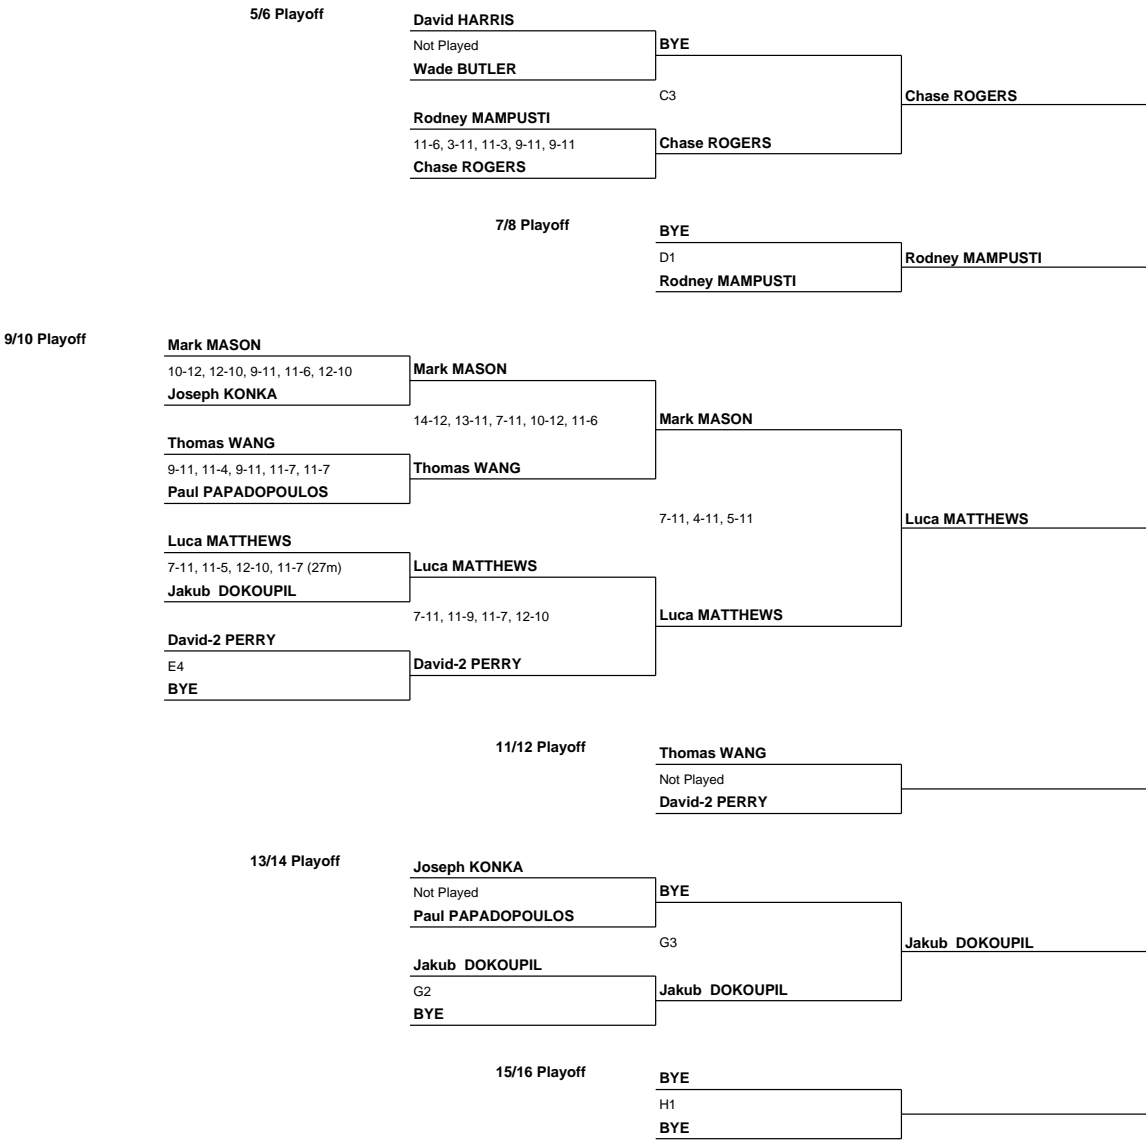 5/6 Playoff
David HARRIS
Not Played
BYE
Wade BUTLER
C3
Chase ROGERS
Rodney MAMPUSTI
11-6, 3-11, 11-3, 9-11, 9-11
Chase ROGERS
Chase ROGERS
7/8 Playoff
BYE
D1
Rodney MAMPUSTI
Rodney MAMPUSTI
9/10 Playoff
Mark MASON
10-12, 12-10, 9-11, 11-6, 12-10
Mark MASON
Joseph KONKA
14-12, 13-11, 7-11, 10-12, 11-6
Mark MASON
Thomas WANG
9-11, 11-4, 9-11, 11-7, 11-7
Thomas WANG
Paul PAPADOPOULOS
7-11, 4-11, 5-11
Luca MATTHEWS
Luca MATTHEWS
7-11, 11-5, 12-10, 11-7 (27m)
Luca MATTHEWS
Jakub DOKOUPIL
7-11, 11-9, 11-7, 12-10
Luca MATTHEWS
David-2 PERRY
E4
David-2 PERRY
BYE
11/12 Playoff
Thomas WANG
Not Played
David-2 PERRY
13/14 Playoff
Joseph KONKA
Not Played
BYE
Paul PAPADOPOULOS
G3
Jakub DOKOUPIL
Jakub DOKOUPIL
G2
Jakub DOKOUPIL
BYE
15/16 Playoff
BYE
H1
BYE